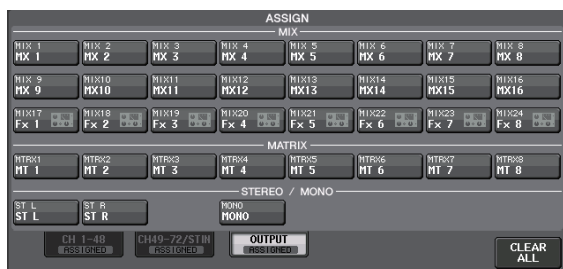 ASSIGN
MIX
MIX 1 MIX 2 MIX 3 MIX 4 MIX 5 MIX 6 MIX 7 MIX 8
MX 1 MX 2 MX 3 MX 4 MX 5 MX 6 MX 7 MX 8
MIX 9 MIX10 MIX11 MIX12 MIX13 MIX14 MIX15 MIX16
MX 9 MX10 MX11 MX12 MX13 MX14 MX15 MX16
MIX17 MIX18 MIX19 MIX20 MIX21 MIX22 MIX23 MIX24
Fx 1 Fx 2 Fx 3 Fx 4 Fx 5 Fx 6 Fx 7 Fx 8
MATRIX
MTRX1 MTRX2 MTRX3 MTRX4 MTRX5 MTRX6 MTRX7 MTRX8
MT 1 MT 2 MT 3 MT 4 MT 5 MT 6 MT 7 MT 8
STEREO / MONO
ST L ST R MONO
ST L ST R MONO
CH 1-48 CH49-72/STIN OUTPUT
ASSIGNED ASSIGNED ASSIGNED
CLEAR
ALL